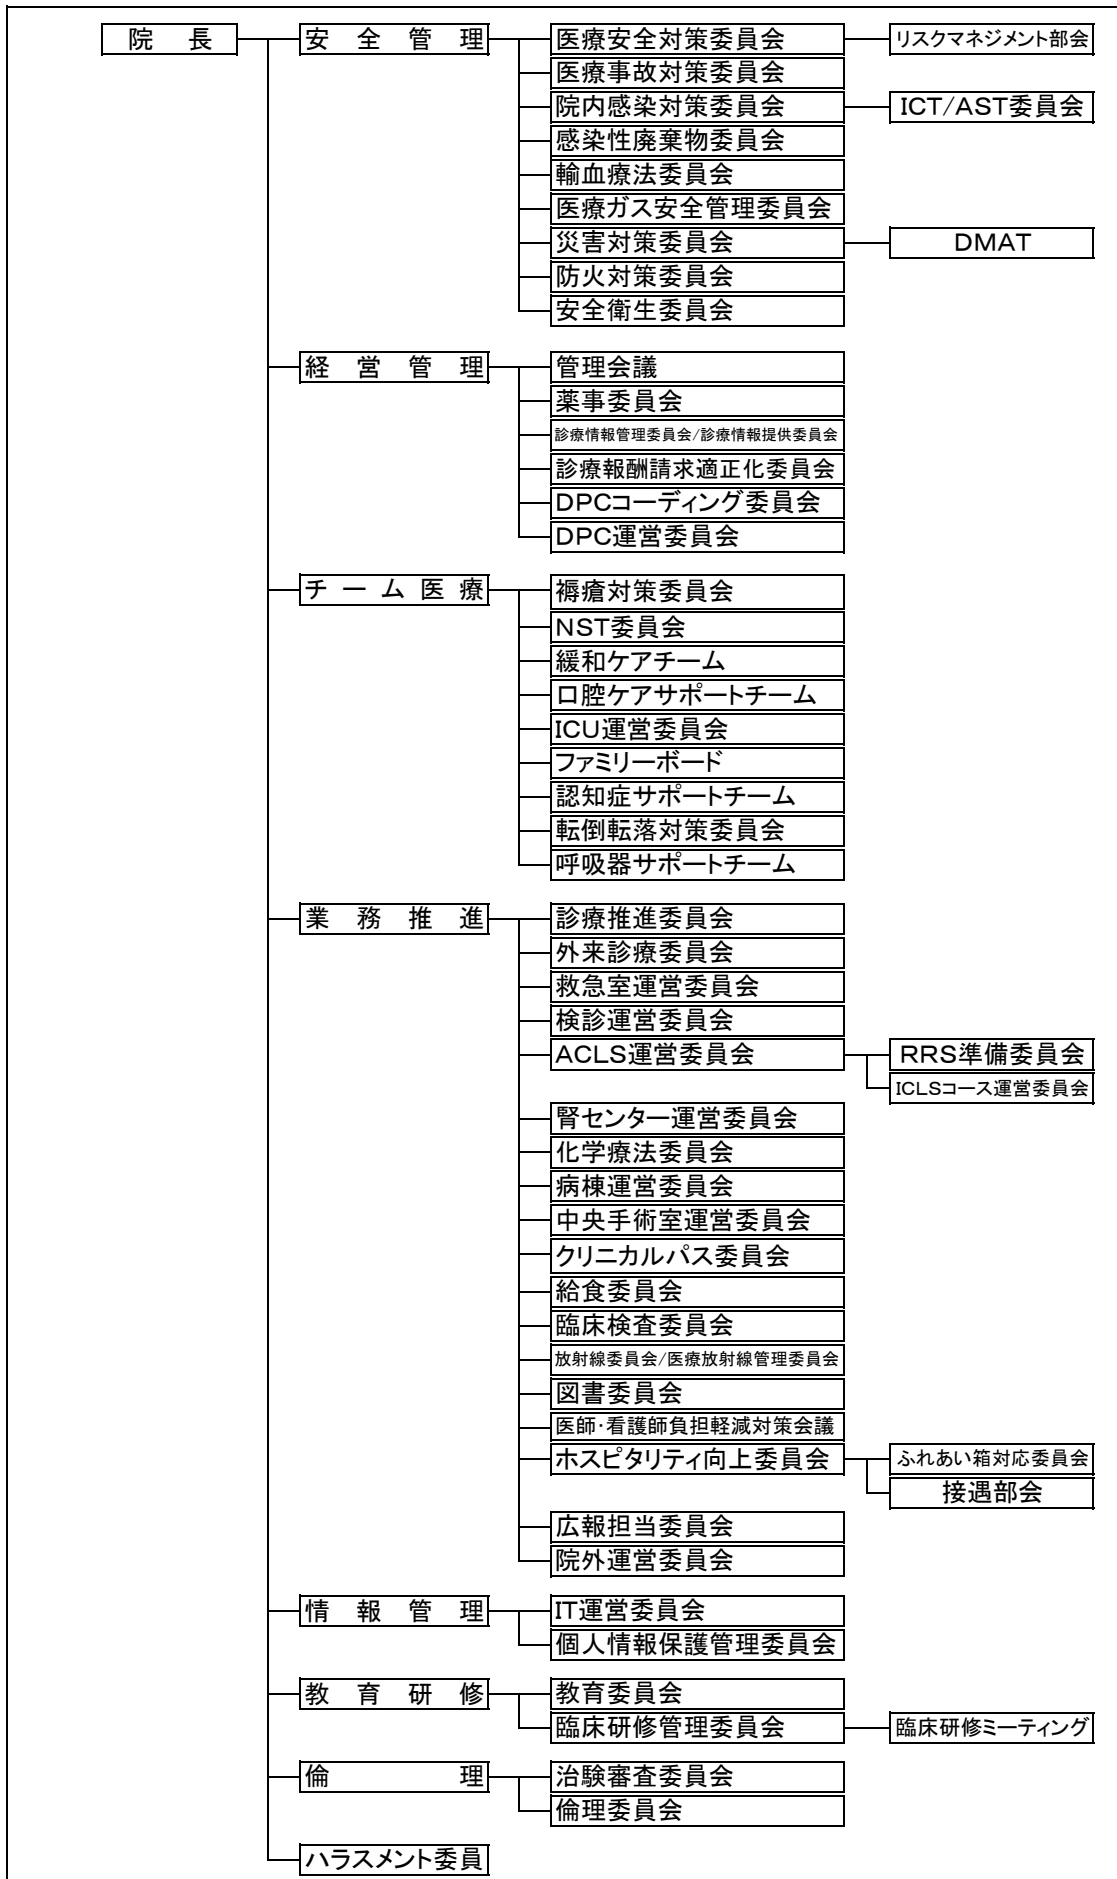 院長 安全管理 医療安全対策委員会 リスクマネジメント部会
医療事故対策委員会
院内感染対策委員会 ICT/AST委員会
感染性廃棄物委員会
輸血療法委員会
医療ガス安全管理委員会
災害対策委員会 DMAT
防火対策委員会
安全衛生委員会
経営管理 管理会議
薬事委員会
診療情報管理委員会/診療情報提供委員会
診療報酬請求適正化委員会
DPCコーディング委員会
DPC運営委員会
チーム医療 褥瘡対策委員会
NST委員会
緩和ケアチーム
口腔ケアサポートチーム
ICU運営委員会
ファミリーボード
認知症サポートチーム
転倒転落対策委員会
呼吸器サポートチーム
業務推進 診療推進委員会
外来診療委員会
救急室運営委員会
検診運営委員会
ACLS運営委員会 RRS準備委員会
ICLSコース運営委員会
腎センター運営委員会
化学療法委員会
病棟運営委員会
中央手術室運営委員会
クリニカルパス委員会
給食委員会
臨床検査委員会
放射線委員会/医療放射線管理委員会
図書委員会
医師・看護師負担軽減対策会議
ホスピタリティ向上委員会 ふれあい箱対応委員会
接遇部会
広報担当委員会
院外運営委員会
情報管理 IT運営委員会
個人情報保護管理委員会
教育研修 教育委員会
臨床研修管理委員会 臨床研修ミーティング
倫理 治験審査委員会
倫理委員会
ハラスメント委員